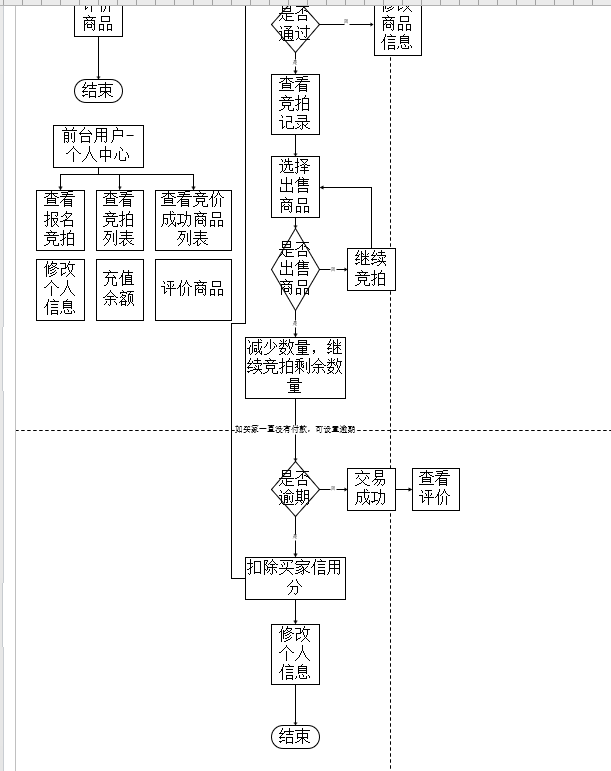 评价
商品
结束
前台用户-
个人中心
查看
报名
竞拍
查看
竞拍
列表
查看竞价
成功商品
列表
修改
个人
信息
充值
余额
评价商品
是否
通过
否
修改
商品
信息
是
查看
竞拍
记录
选择
出售
商品
是否
出售
商品
否
继续
竞拍
是
减少数量，继
续竞拍剩余数
量
如买家一直没有付款，可设置逾期
是否
逾期
否
交易
成功
查看
评价
是
扣除买家信用
分
修改
个人
信息
结束